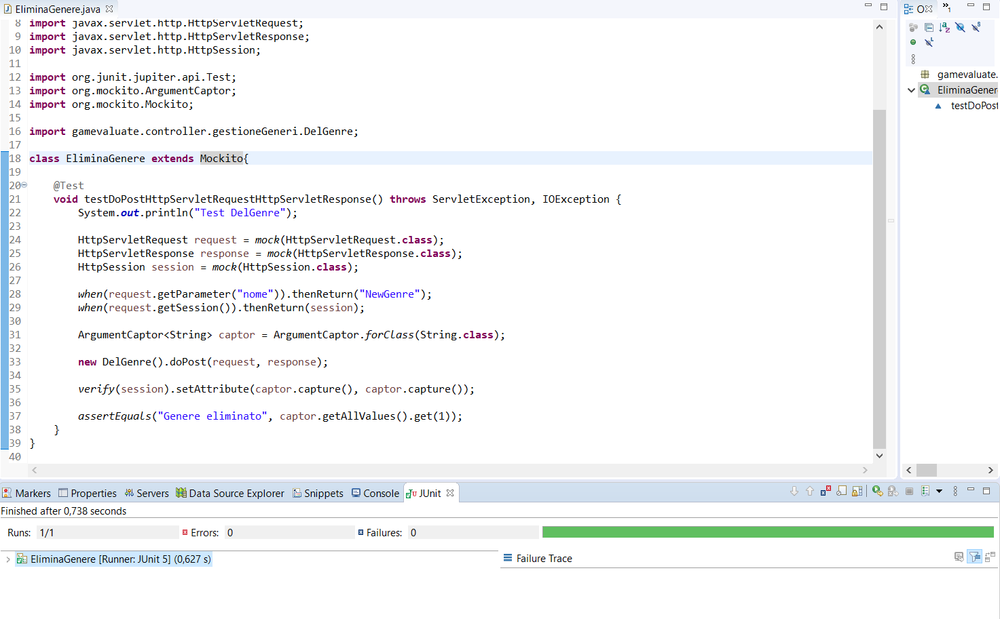 EliminaGenere.java
8 import javax.servlet.http.HttpServletRequest;
9 import javax.servlet.http.HttpServletResponse;
10 import javax.servlet.http.HttpSession;
11
12 import org.junit.jupiter.api.Test;
13 import org.mockito.ArgumentCaptor;
14 import org.mockito.Mockito;
15
16 import gamevaluate.controller.gestioneGeneri.DelGenre;
17
18 class EliminaGenere extends Mockito{
19
20 @Test
21 void testDoPostHttpServletRequestHttpServletResponse() throws ServletException, IOException {
22 System.out.println("Test DelGenre");
23
24 HttpServletRequest request = mock(HttpServletRequest.class);
25 HttpServletResponse response = mock(HttpServletResponse.class);
26 HttpSession session = mock(HttpSession.class);
27
28 when(request.getParameter("nome")).thenReturn("NewGenre");
29 when(request.getSession()).thenReturn(session);
30
31 ArgumentCaptor<String> captor = ArgumentCaptor.forClass(String.class);
32
33 new DelGenre().doPost(request, response);
34
35 verify(session).setAttribute(captor.capture(), captor.capture());
36
37 assertEquals("Genere eliminato", captor.getAllValues().get(1));
38 }
39 }
40
O
»1
gamevaluate.
EliminaGener
testDoPost
Markers Properties Servers Data Source Explorer Snippets Console JUnit
Finished after 0,738 seconds
Runs: 1/1 Errors: 0 Failures: 0
EliminaGenere [Runner: JUnit 5] (0,627 s)
Failure Trace